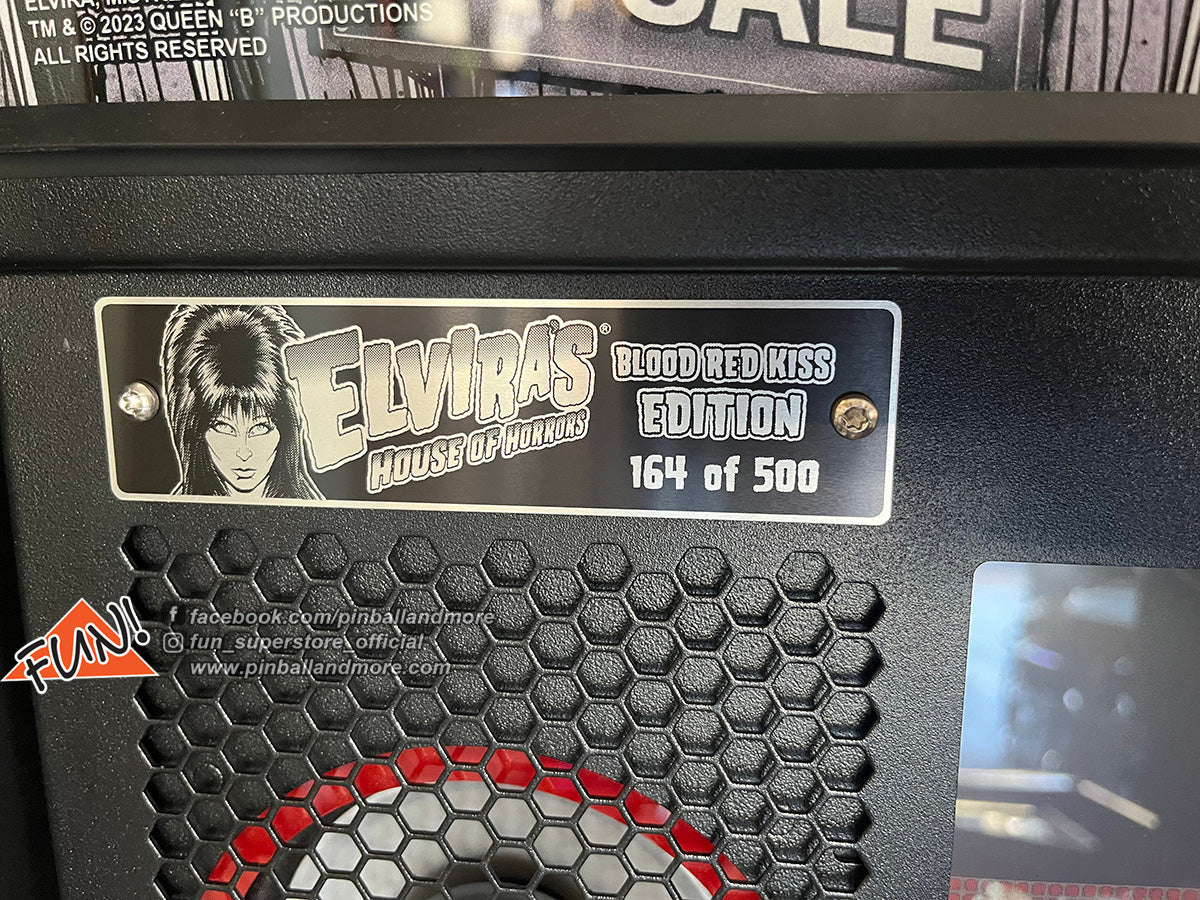 TM & © 2023 QUEEN "B" PRODUCTIONS
ALL RIGHTS RESERVED
SALE
ELVIRA'S®
HOUSE OF HORRORS
BLOOD RED KISS
EDITION
164 of 500
FUN!
facebook.com/pinballandmore
fun_superstore_official
www.pinballandmore.com